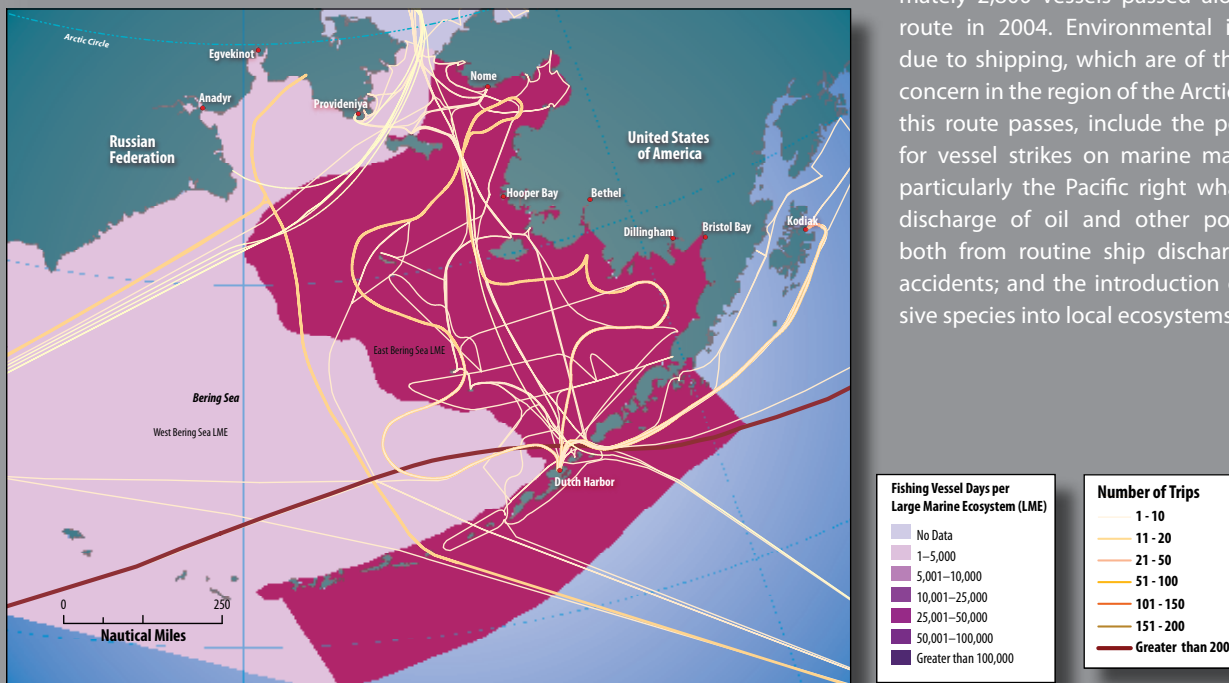 Arctic Circle
Egvekinot
Nome
Anadyr
Provideniya
Russian
Federation
United States
of America
Hooper Bay
Bethel
Dillingham
Bristol Bay
Kodiak
East Bering Sea LME
Bering Sea
West Bering Sea LME
Dutch Harbor
0 250
Nautical Miles
vessels passed
route in 2004. Environmental
due to shipping, which are of
concern in the region of the Arctic
this route passes, include the
for vessel strikes on marine
particularly the Pacific right
discharge of oil and other
both from routine ship
accidents; and the introduction
sive species into local ecosystems
Fishing Vessel Days per
Large Marine Ecosystem (LME)
No Data
1–5,000
5,001–10,000
10,001–25,000
25,001–50,000
50,001–100,000
Greater than 100,000
Number of Trips
1 - 10
11 - 20
21 - 50
51 - 100
101 - 150
151 - 200
Greater than 200